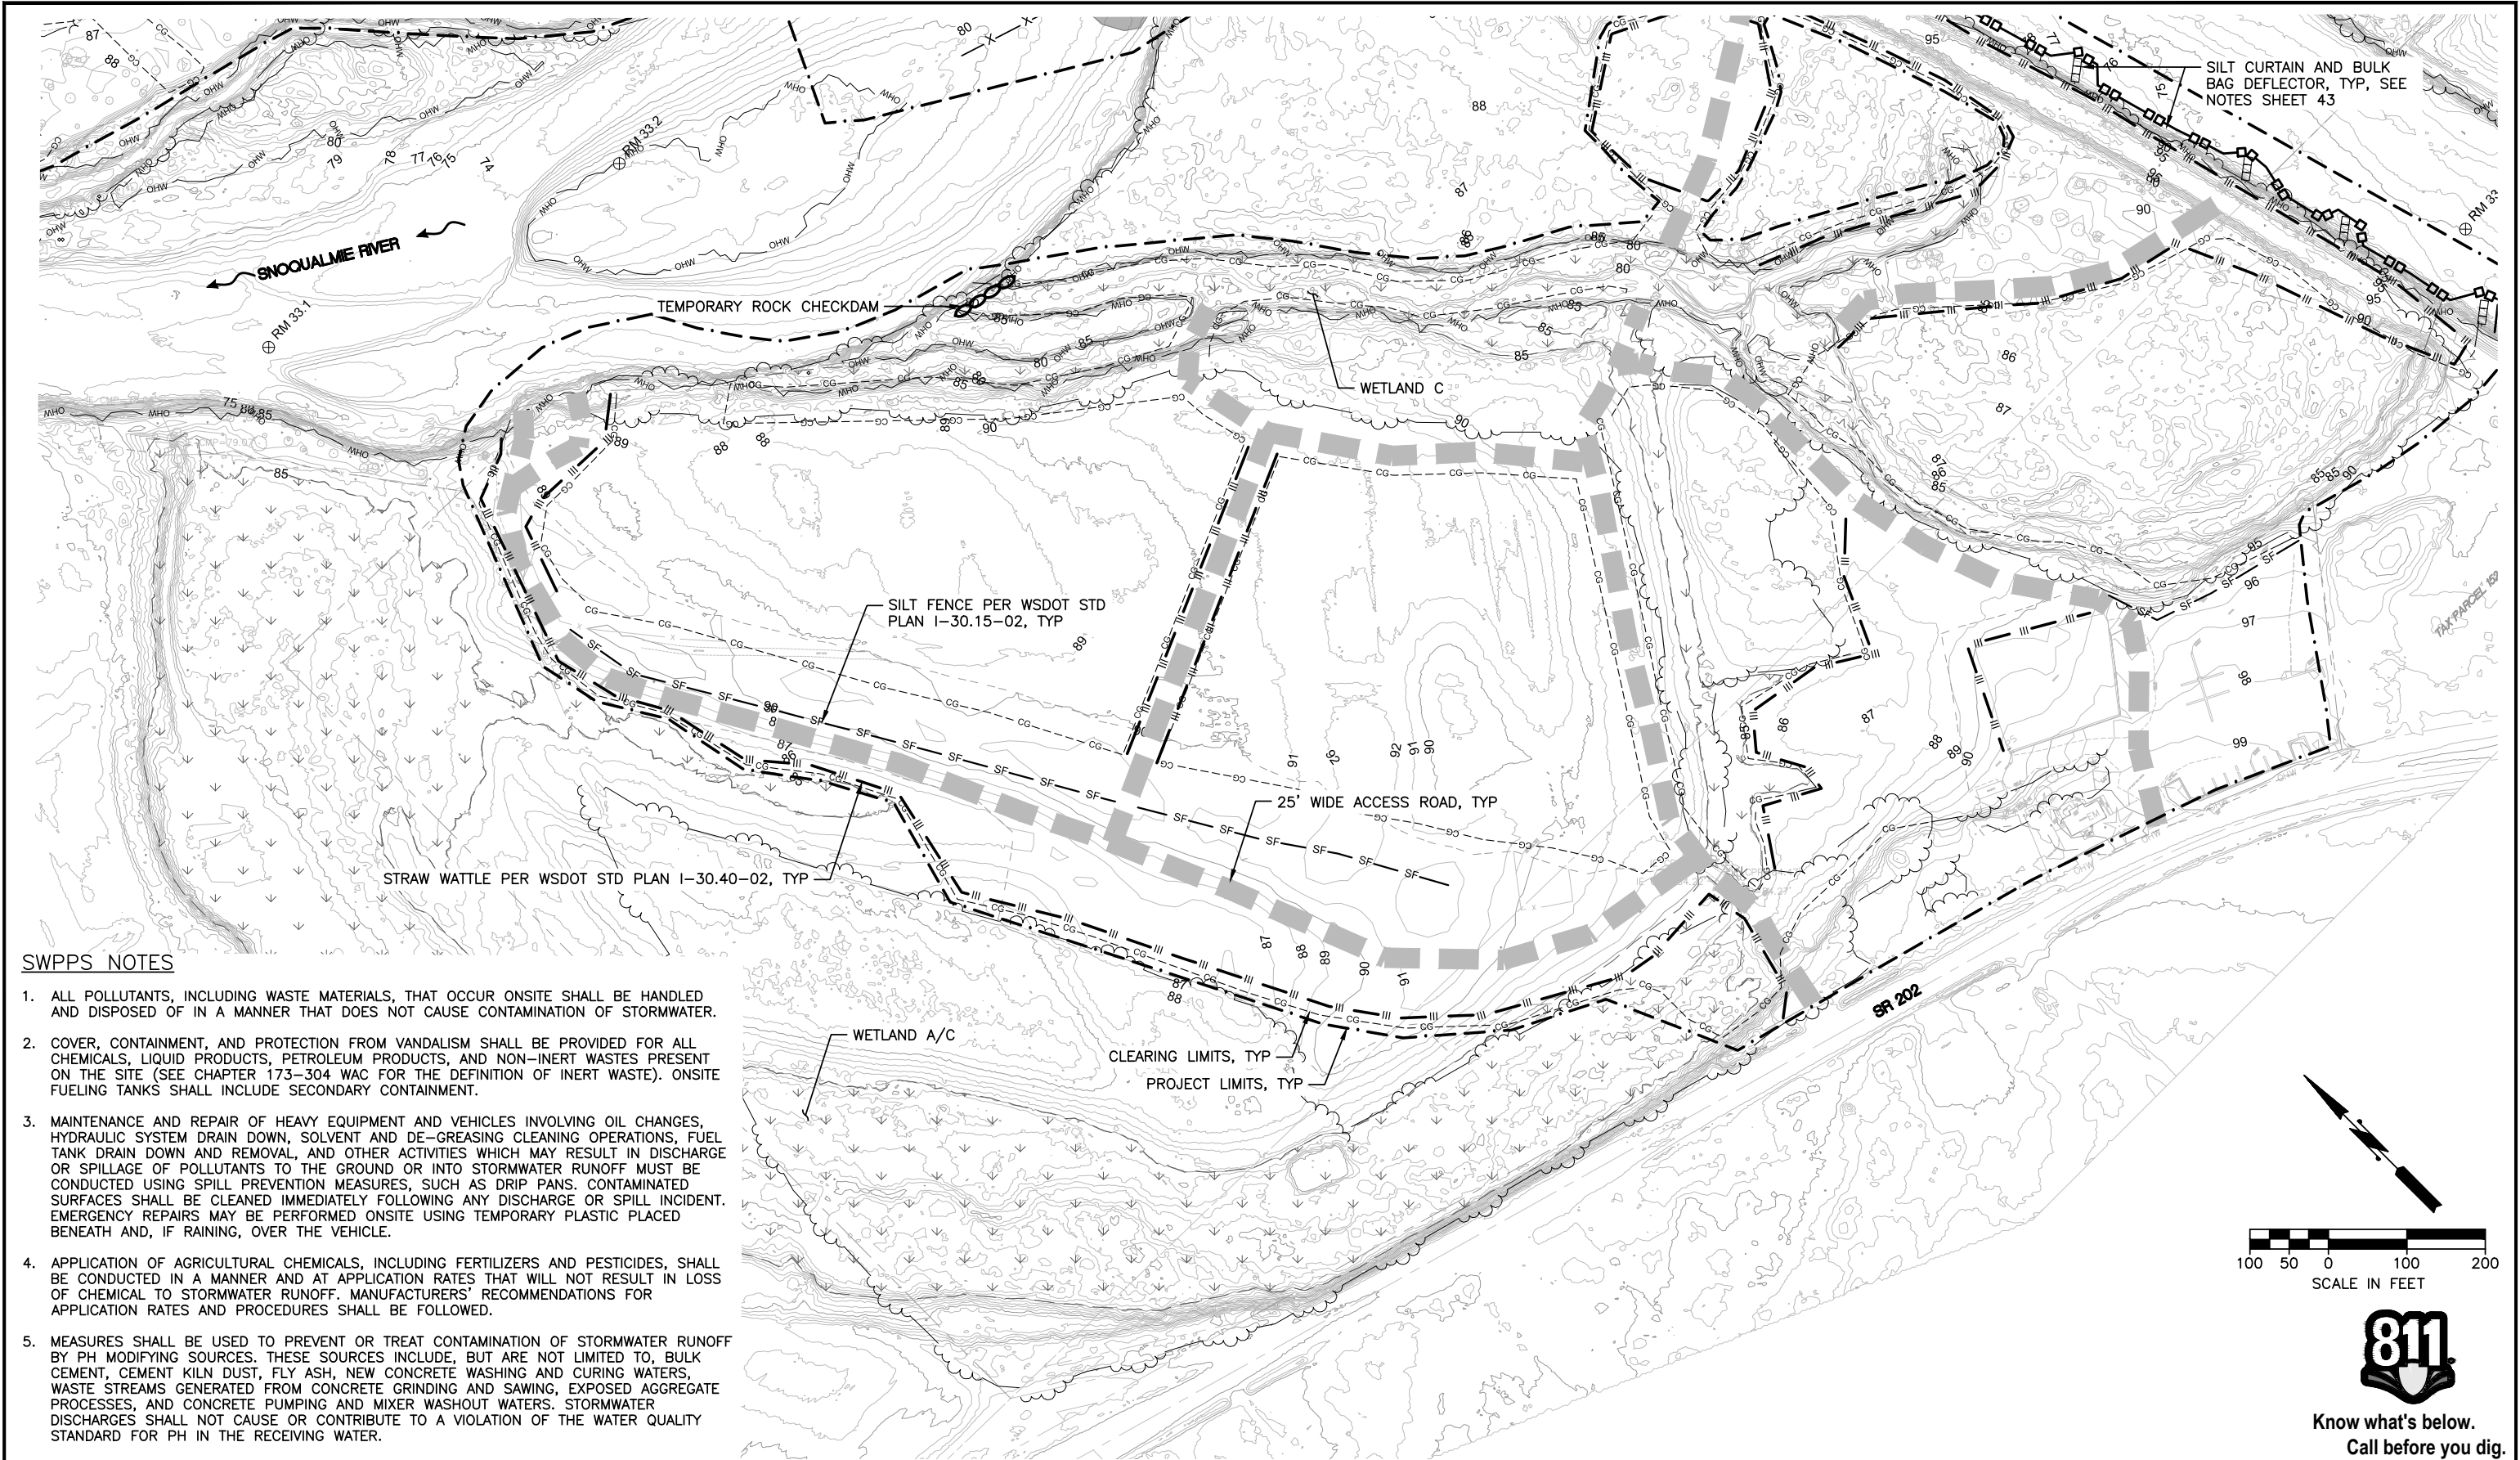 SILT CURTAIN AND BULK
BAG DEFLECTOR, TYP, SEE
NOTES SHEET 43
RM 33.2
SNOQUALMIE RIVER
RM 33.1
TEMPORARY ROCK CHECKDAM
WETLAND C
SILT FENCE PER WSDOT STD
PLAN I-30.15-02, TYP
25' WIDE ACCESS ROAD, TYP
STRAW WATTLE PER WSDOT STD PLAN I-30.40-02, TYP
WETLAND A/C
CLEARING LIMITS, TYP
PROJECT LIMITS, TYP
SR 202
SWPPS NOTES
1. ALL POLLUTANTS, INCLUDING WASTE MATERIALS, THAT OCCUR ONSITE SHALL BE HANDLED
AND DISPOSED OF IN A MANNER THAT DOES NOT CAUSE CONTAMINATION OF STORMWATER.
2. COVER, CONTAINMENT, AND PROTECTION FROM VANDALISM SHALL BE PROVIDED FOR ALL
CHEMICALS, LIQUID PRODUCTS, PETROLEUM PRODUCTS, AND NON-INERT WASTES PRESENT
ON THE SITE (SEE CHAPTER 173-304 WAC FOR THE DEFINITION OF INERT WASTE). ONSITE
FUELING TANKS SHALL INCLUDE SECONDARY CONTAINMENT.
3. MAINTENANCE AND REPAIR OF HEAVY EQUIPMENT AND VEHICLES INVOLVING OIL CHANGES,
HYDRAULIC SYSTEM DRAIN DOWN, SOLVENT AND DE-GREASING CLEANING OPERATIONS, FUEL
TANK DRAIN DOWN AND REMOVAL, AND OTHER ACTIVITIES WHICH MAY RESULT IN DISCHARGE
OR SPILLAGE OF POLLUTANTS TO THE GROUND OR INTO STORMWATER RUNOFF MUST BE
CONDUCTED USING SPILL PREVENTION MEASURES, SUCH AS DRIP PANS. CONTAMINATED
SURFACES SHALL BE CLEANED IMMEDIATELY FOLLOWING ANY DISCHARGE OR SPILL INCIDENT.
EMERGENCY REPAIRS MAY BE PERFORMED ONSITE USING TEMPORARY PLASTIC PLACED
BENEATH AND, IF RAINING, OVER THE VEHICLE.
4. APPLICATION OF AGRICULTURAL CHEMICALS, INCLUDING FERTILIZERS AND PESTICIDES, SHALL
BE CONDUCTED IN A MANNER AND AT APPLICATION RATES THAT WILL NOT RESULT IN LOSS
OF CHEMICAL TO STORMWATER RUNOFF. MANUFACTURERS' RECOMMENDATIONS FOR
APPLICATION RATES AND PROCEDURES SHALL BE FOLLOWED.
5. MEASURES SHALL BE USED TO PREVENT OR TREAT CONTAMINATION OF STORMWATER RUNOFF
BY PH MODIFYING SOURCES. THESE SOURCES INCLUDE, BUT ARE NOT LIMITED TO, BULK
CEMENT, CEMENT KILN DUST, FLY ASH, NEW CONCRETE WASHING AND CURING WATERS,
WASTE STREAMS GENERATED FROM CONCRETE GRINDING AND SAWING, EXPOSED AGGREGATE
PROCESSES, AND CONCRETE PUMPING AND MIXER WASHOUT WATERS. STORMWATER
DISCHARGES SHALL NOT CAUSE OR CONTRIBUTE TO A VIOLATION OF THE WATER QUALITY
STANDARD FOR PH IN THE RECEIVING WATER.
100 50 0 100 200
SCALE IN FEET
811
Know what's below.
Call before you dig.